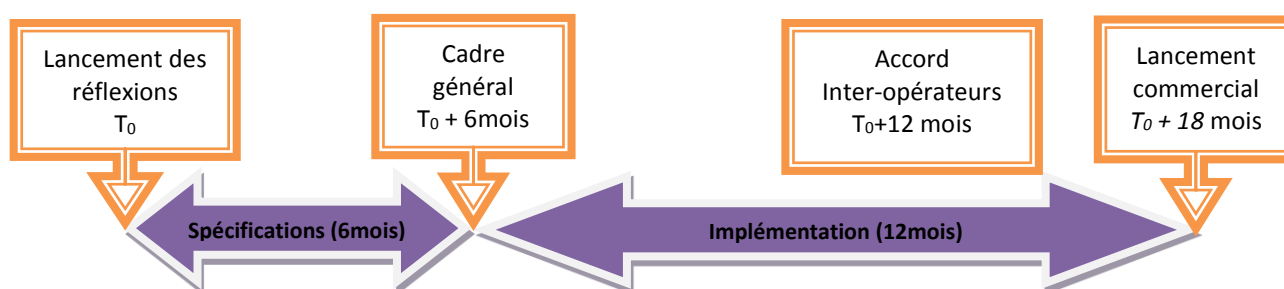 Lancement des
réflexions
T₀
Cadre
général
T₀ + 6mois
Accord
Inter-opérateurs
T₀+12 mois
Lancement
commercial
T₀ + 18 mois
Spécifications (6mois)
Implémentation (12mois)